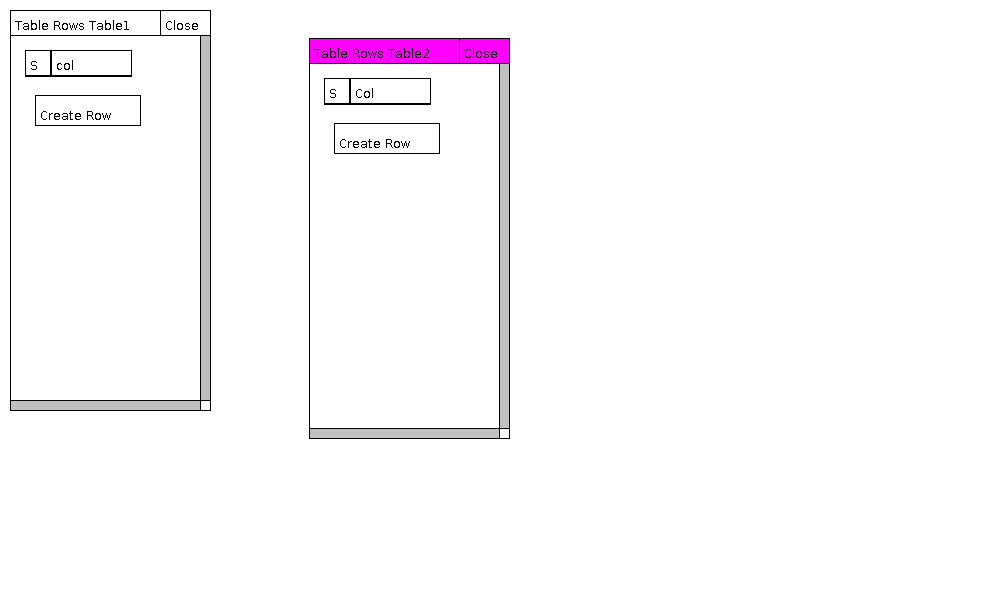 Table Rows Table1 Close
S col
Create Row
Table Rows Table2 Close
S Col
Create Row